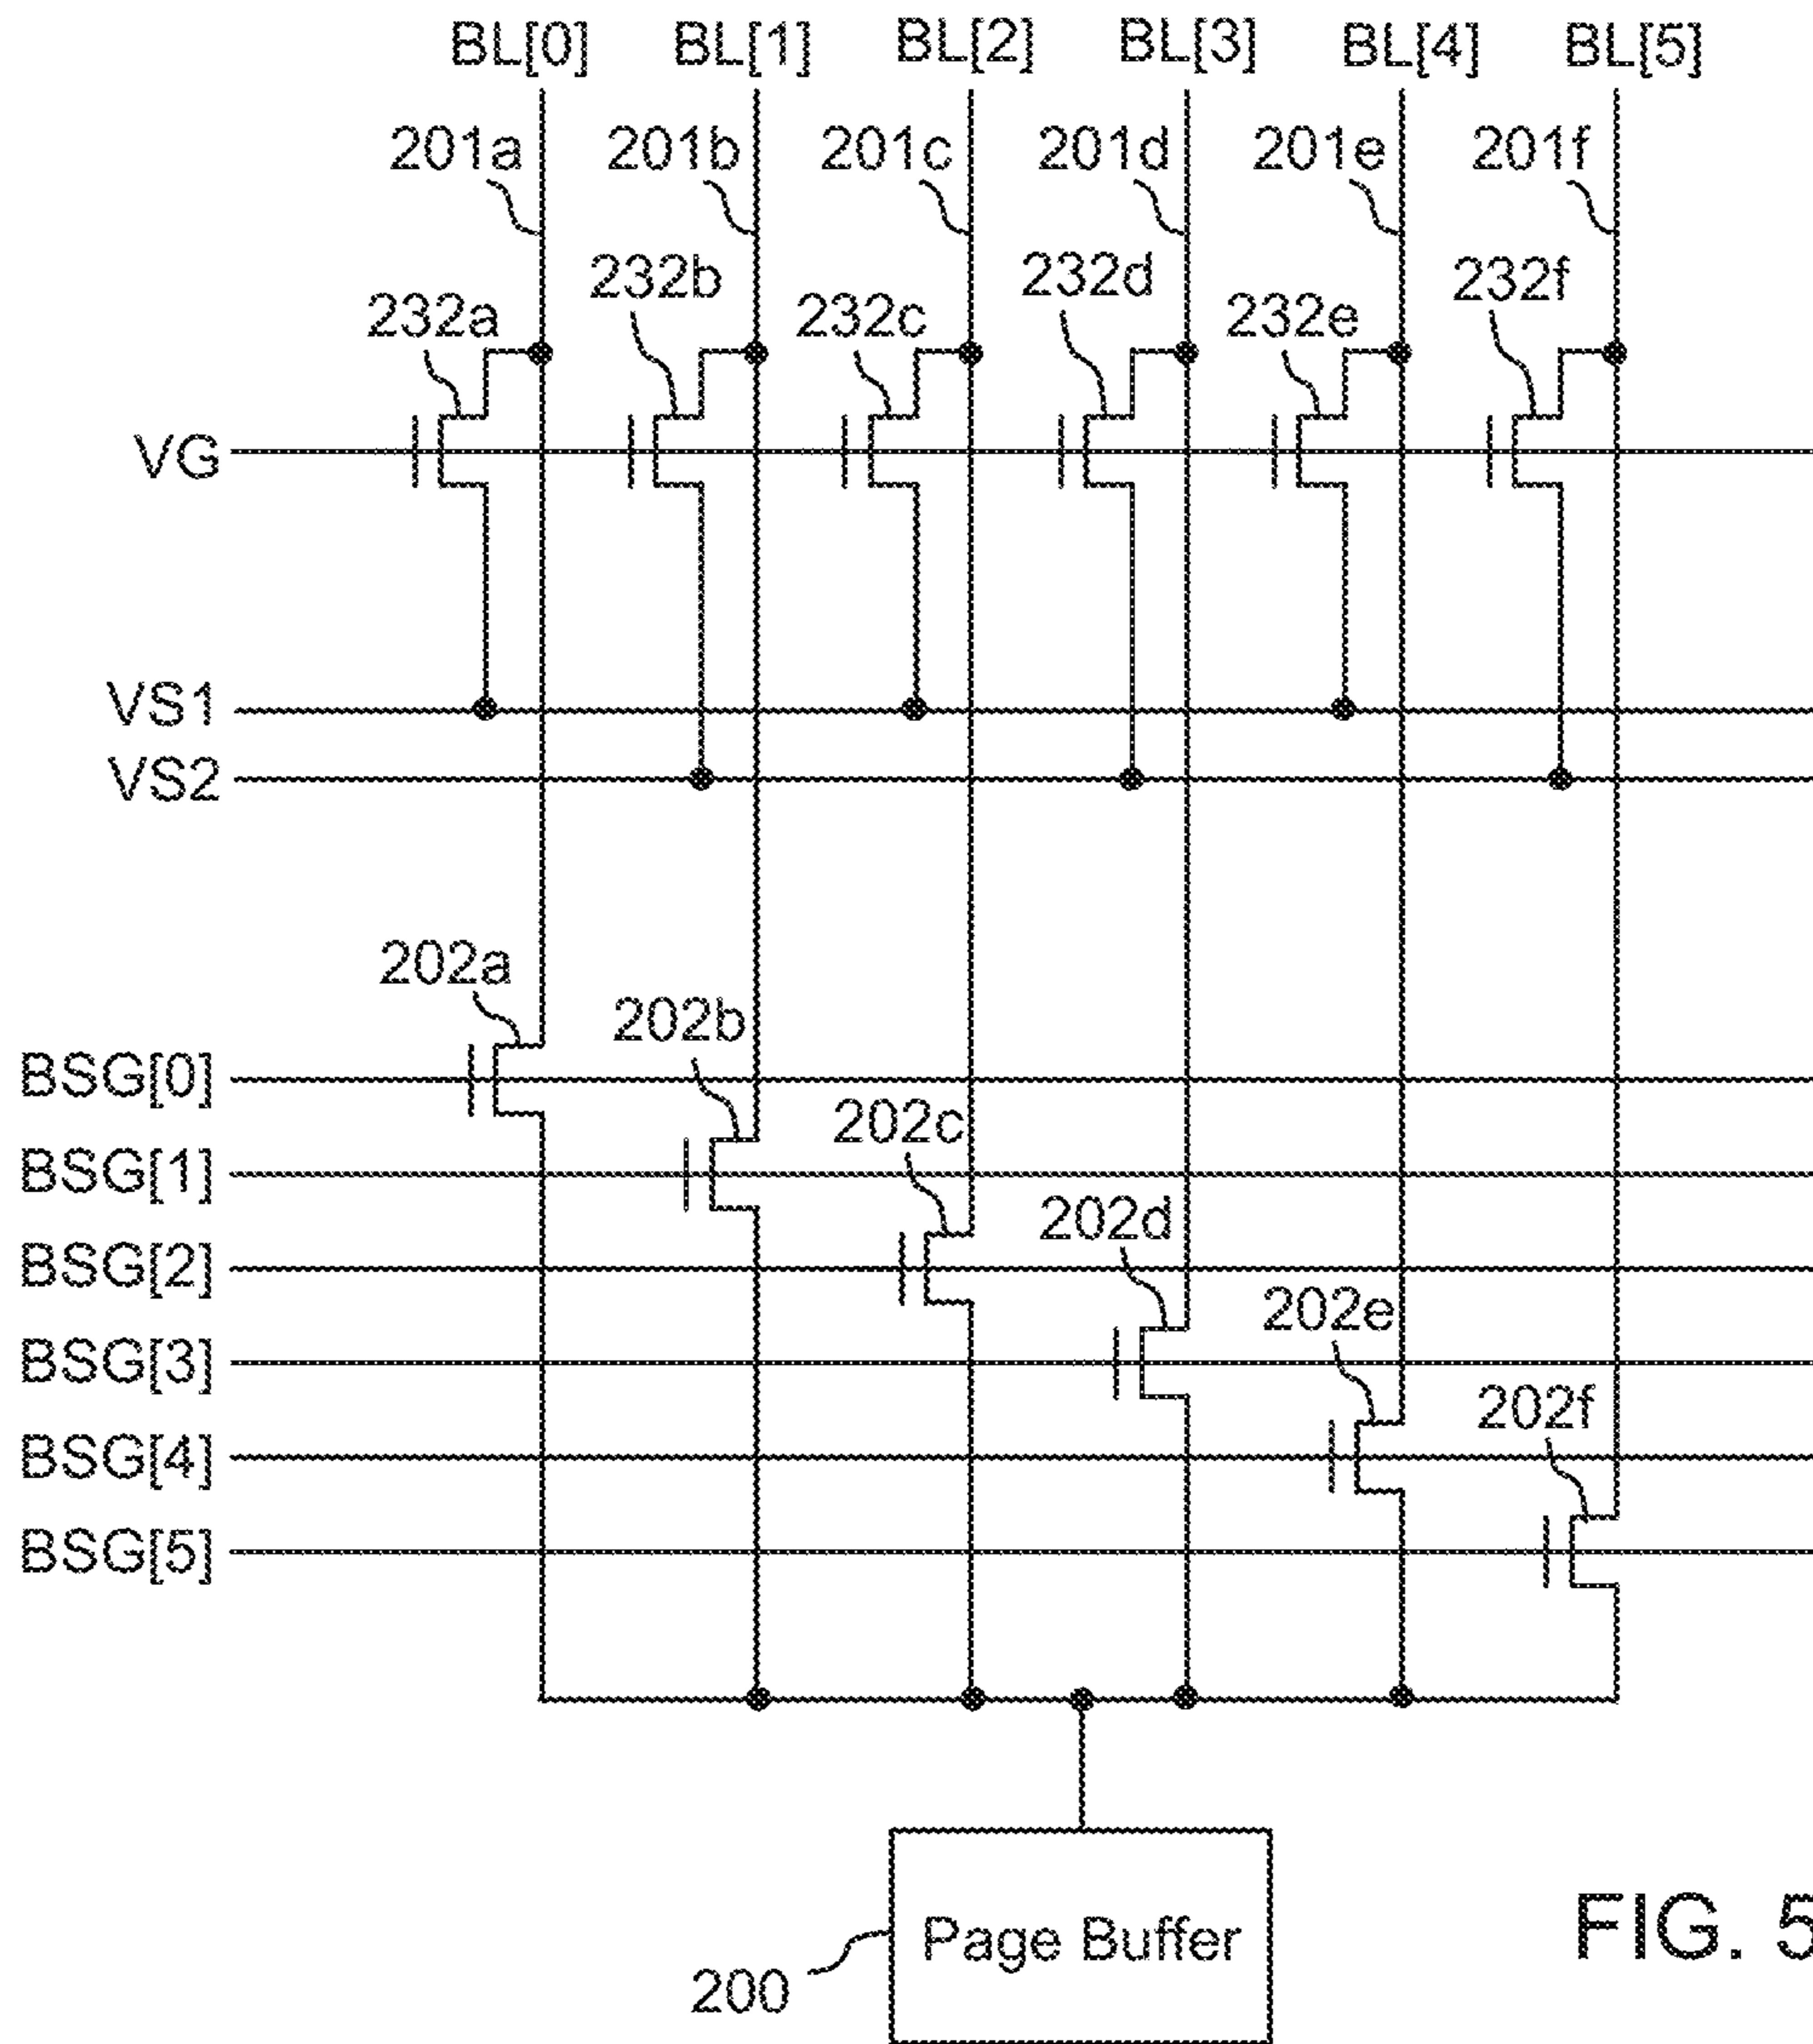 BL[0] BL[1] BL[2] BL[3] BL[4] BL[5]
201a 201b 201c 201d 201e 201f
232a 232b 232c 232d 232e 232f
VG
VS1
VS2
202a
202b
BSG[0]
202c
BSG[1]
202d
BSG[2]
202e
BSG[3]
202f
BSG[4]
BSG[5]
Page Buffer
200
FIG. 5